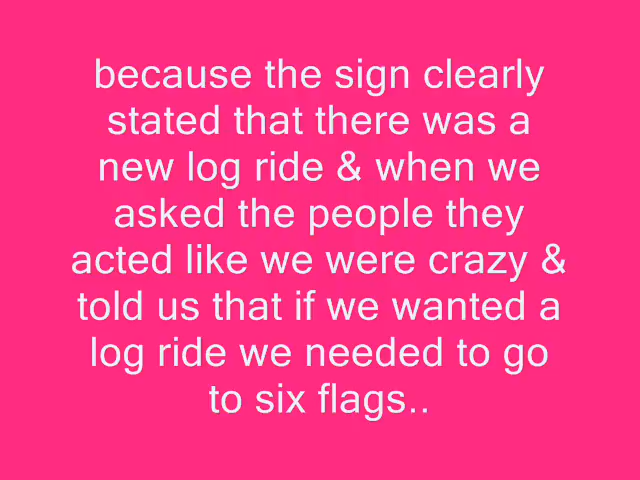 because the sign clearly
stated that there was a
new log ride & when we
asked the people they
acted like we were crazy &
told us that if we wanted a
log ride we needed to go
to six flags..